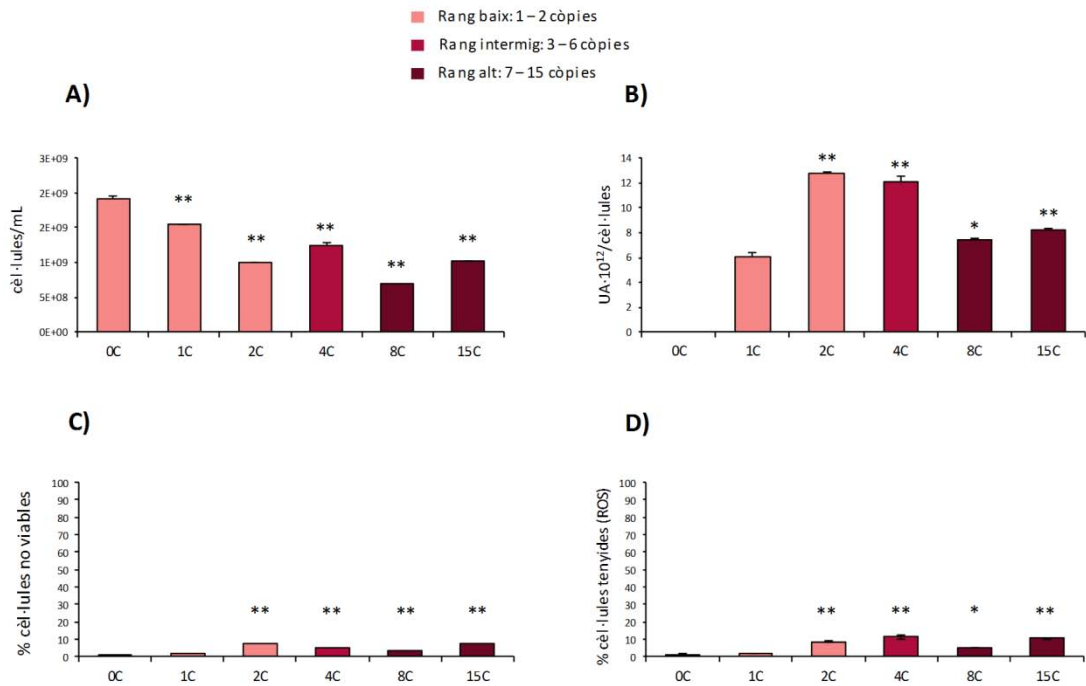 Rang baix: 1 – 2 còpies
Rang intermig: 3 – 6 còpies
Rang alt: 7 – 15 còpies
A)
cèl·lules/mL
3E+09
2E+09
2E+09
1E+09
5E+08
0E+00
** ** ** ** **
0C 1C 2C 4C 8C 15C
B)
UA·10¹²/cèl·lules
14
12
10
8
6
4
2
0
** ** * **
0C 1C 2C 4C 8C 15C
C)
% cèl·lules no viables
100
90
80
70
60
50
40
30
20
10
0
** ** ** **
0C 1C 2C 4C 8C 15C
D)
% cèl·lules tenyides (ROS)
100
90
80
70
60
50
40
30
20
10
0
** ** * **
0C 1C 2C 4C 8C 15C